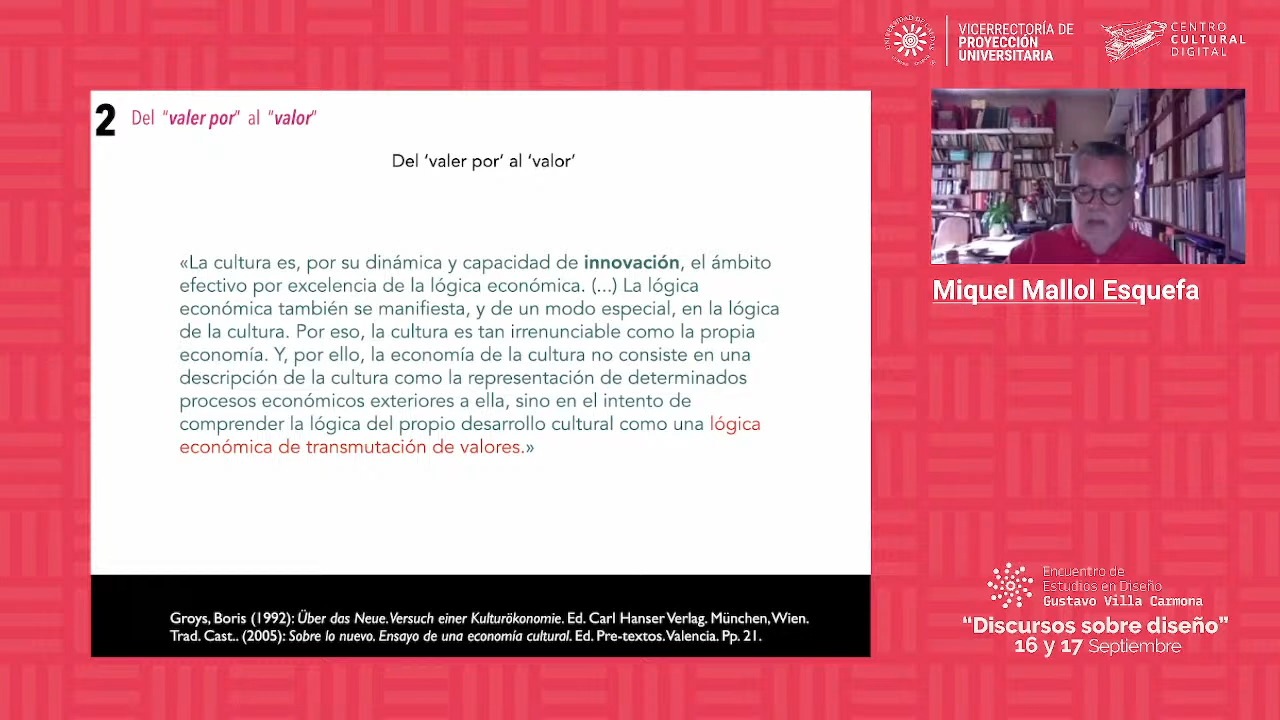 VICERRECTORÍA DE
PROYECCIÓN
UNIVERSITARIA
CENTRO
CULTURAL
DIGITAL
2 Del “valer por” al “valor”
Del ‘valer por’ al ‘valor’
«La cultura es, por su dinámica y capacidad de innovación, el ámbito
efectivo por excelencia de la lógica económica. (...) La lógica
económica también se manifiesta, y de un modo especial, en la lógica
de la cultura. Por eso, la cultura es tan irrenunciable como la propia
economía. Y, por ello, la economía de la cultura no consiste en una
descripción de la cultura como la representación de determinados
procesos económicos exteriores a ella, sino en el intento de
comprender la lógica del propio desarrollo cultural como una lógica
económica de transmutación de valores.»
Groys, Boris (1992): Über das Neue. Versuch einer Kulturökonomie. Ed. Carl Hanser Verlag. München, Wien.
Trad. Cast.. (2005): Sobre lo nuevo. Ensayo de una economía cultural. Ed. Pre-textos. Valencia. Pp. 21.
Miquel Mallol Esquefa
Encuentro de
Estudios en Diseño
Gustavo Villa Carmona
“Discursos sobre diseño”
16 y 17 Septiembre